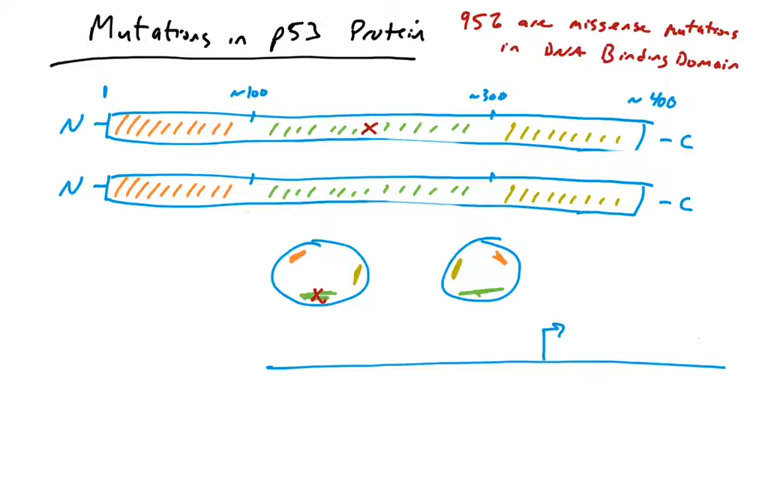 Mutations in p53 Protein
95% are missense mutations
in DNA Binding Domain
1 ~100 ~300 ~400
N - C
N - C